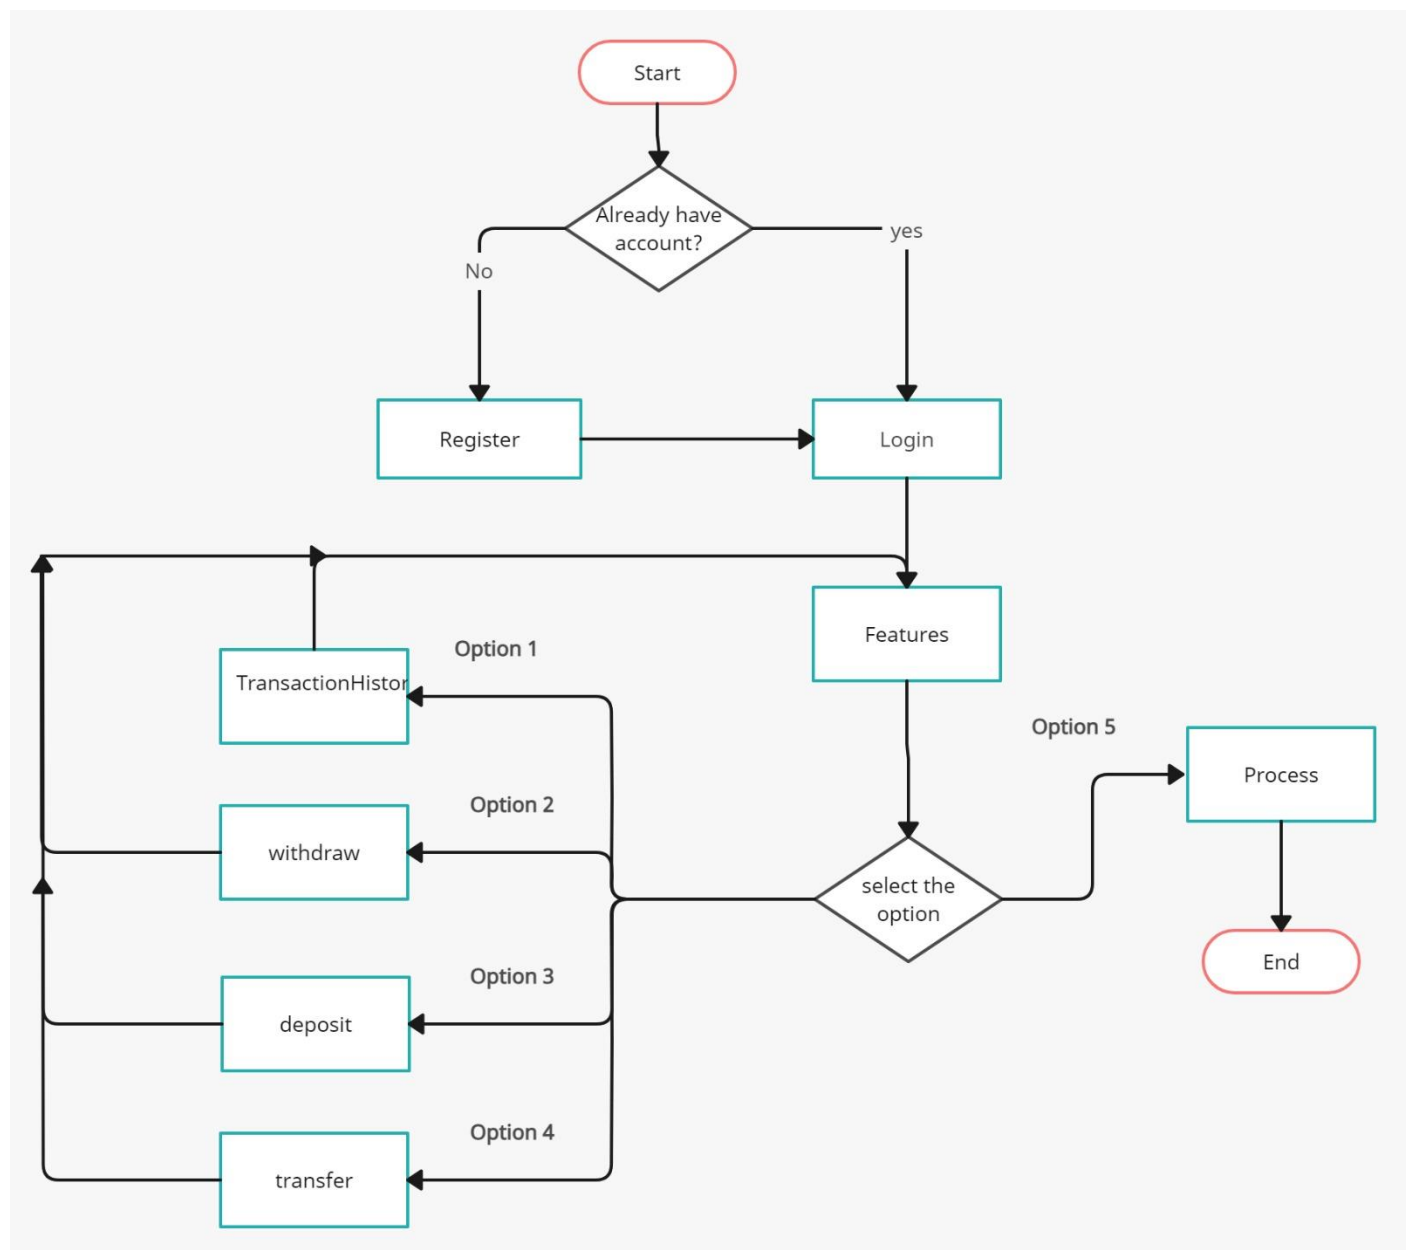 Start
Already have
account?
yes
No
Register
Login
Features
Option 1
TransactionHistor
Option 5
Process
Option 2
withdraw
select the
option
End
Option 3
deposit
Option 4
transfer